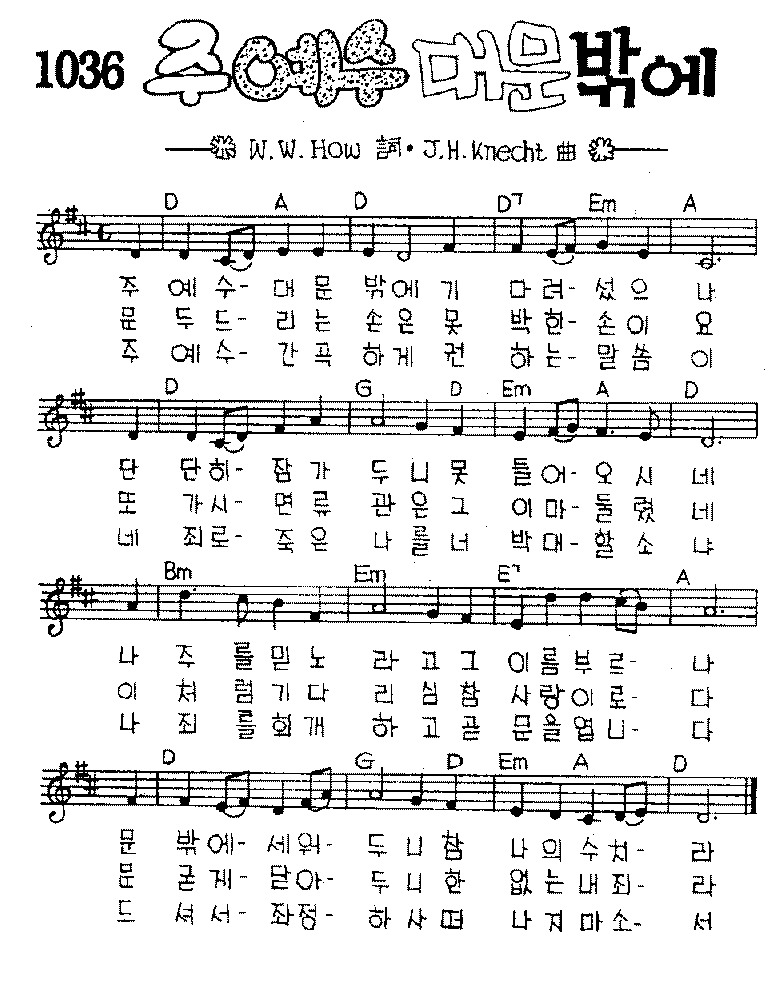 1036 주 예수 대문 밖에
W.W. How 詞 · J.H. Knecht 曲
D A D D7 Em A
주 예 수- 대 문 밖 에 기 다 려- 섰 으 나
문 두 드- 리 는 손 은 못 박 힌- 손 이 요
주 예 수- 간 곡 하 게 권 하 는- 말 씀 이
D G D Em A D
단 단 히- 잠 가 두 니 못 들 어- 오 시 네
또 가 시- 면 류 관 은 그 이 마- 둘 렸 네
네 죄 로- 죽 은 나 를 너 박 대- 할 소 냐
Bm Em E7 A
나 주 를 믿 노 라 고 그 이 름 부 르- 나
이 처 럼 기 다 리 심 참 사 랑 이 로- 다
나 죄 를 회 개 하 고 곧 문 을 엽 니- 다
D G D Em A D
문 밖 에- 세 워- 두 니 참 나 의 수 치- 라
문 굳 게- 닫 아- 두 니 한 없 는 내 죄- 라
드 셔 서- 좌 정- 하 사 떠 나 지 마 소- 서